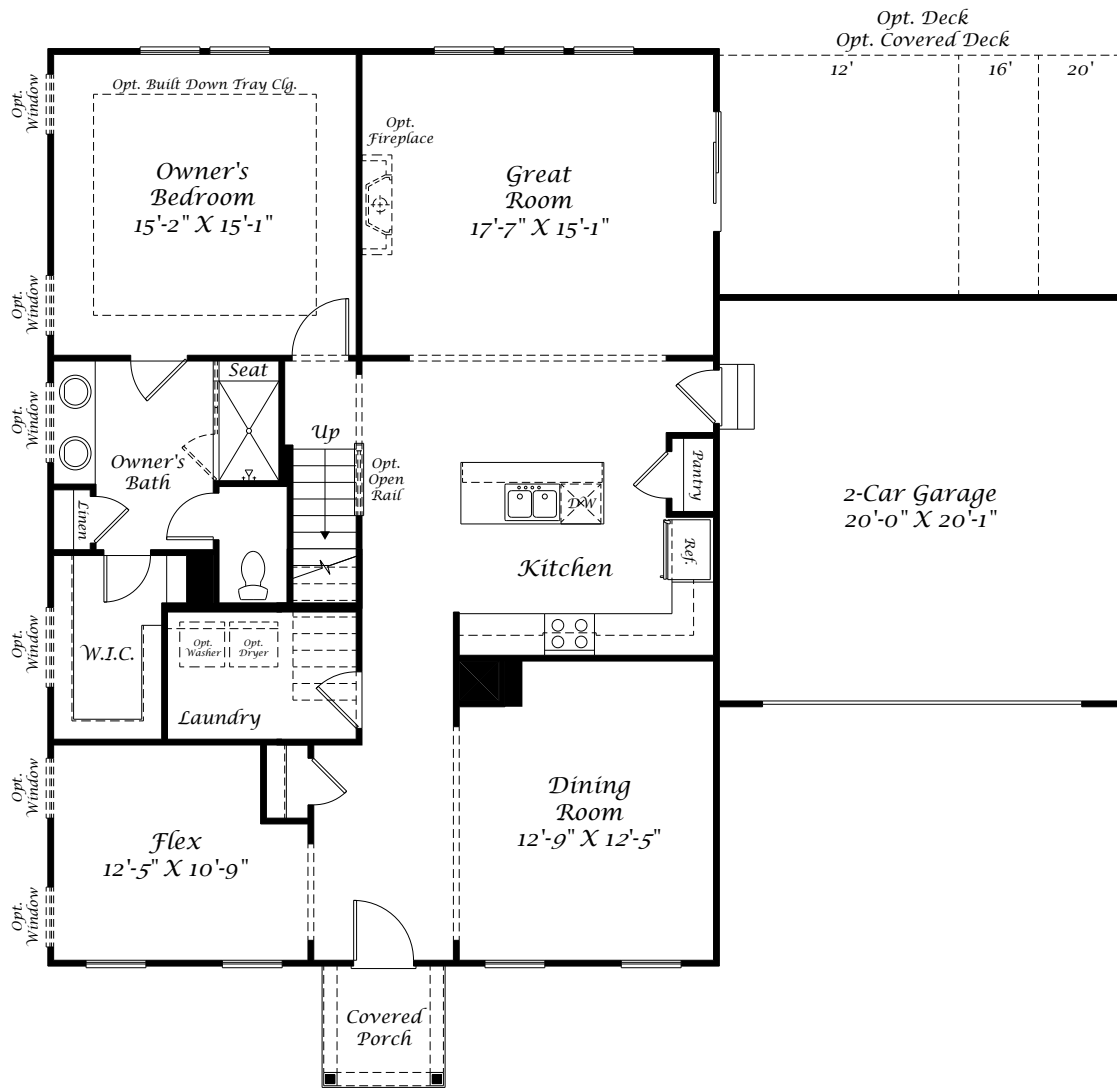 Opt. Deck
Opt. Covered Deck
12'
16'
20'
Opt. Built Down Tray Clg.
Opt.
Window
Opt.
Fireplace
Owner's
Bedroom
15'-2" X 15'-1"
Great
Room
17'-7" X 15'-1"
Opt.
Window
Seat
Opt.
Window
Up
Owner's
Bath
Opt.
Open
Rail
Pantry
D/W
2-Car Garage
20'-0" X 20'-1"
Linen
Ref.
Kitchen
Opt.
Window
W.I.C.
Opt.
Washer
Opt.
Dryer
Laundry
Opt.
Window
Dining
Room
12'-9" X 12'-5"
Flex
12'-5" X 10'-9"
Opt.
Window
Covered
Porch